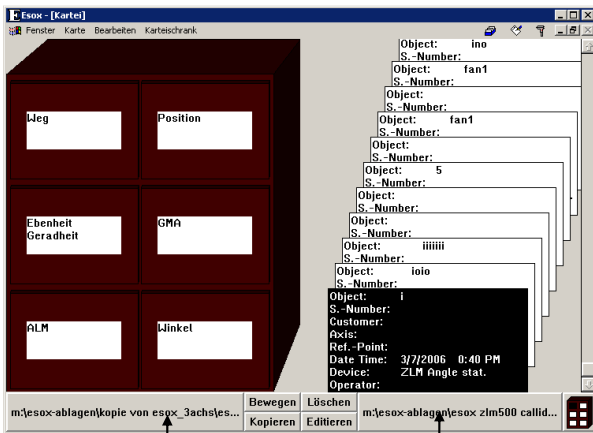 Esox - [Kartei]
Fenster Karte Bearbeiten Karteischrank
Weg
Position
Ebenheit
Geradheit
GMA
ALM
Winkel
Object: ino
S.-Number:
Object: fan1
S.-Number:
Object:
S.-Number:
Object: fan1
S.-Number:
Object:
S.-Number:
Object: 5
S.-Number:
Object:
S.-Number:
Object:
S.-Number:
Object: iiiiiii
S.-Number:
Object: ioio
S.-Number:
Object: i
S.-Number:
Customer:
Axis:
Ref.-Point:
Date Time: 3/7/2006 0:40 PM
Device: ZLM Angle stat.
Operator:
m:\esox-ablagen\kopie von esox_3achs\es...
Bewegen Löschen
Kopieren Editieren
m:\esox-ablagen\esox zlm500 callid...